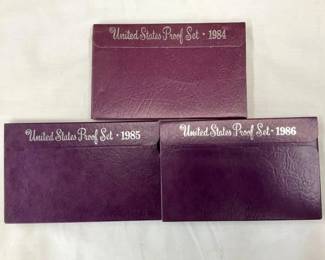 United States Proof Set • 1984
United States Proof Set • 1985
United States Proof Set • 1986